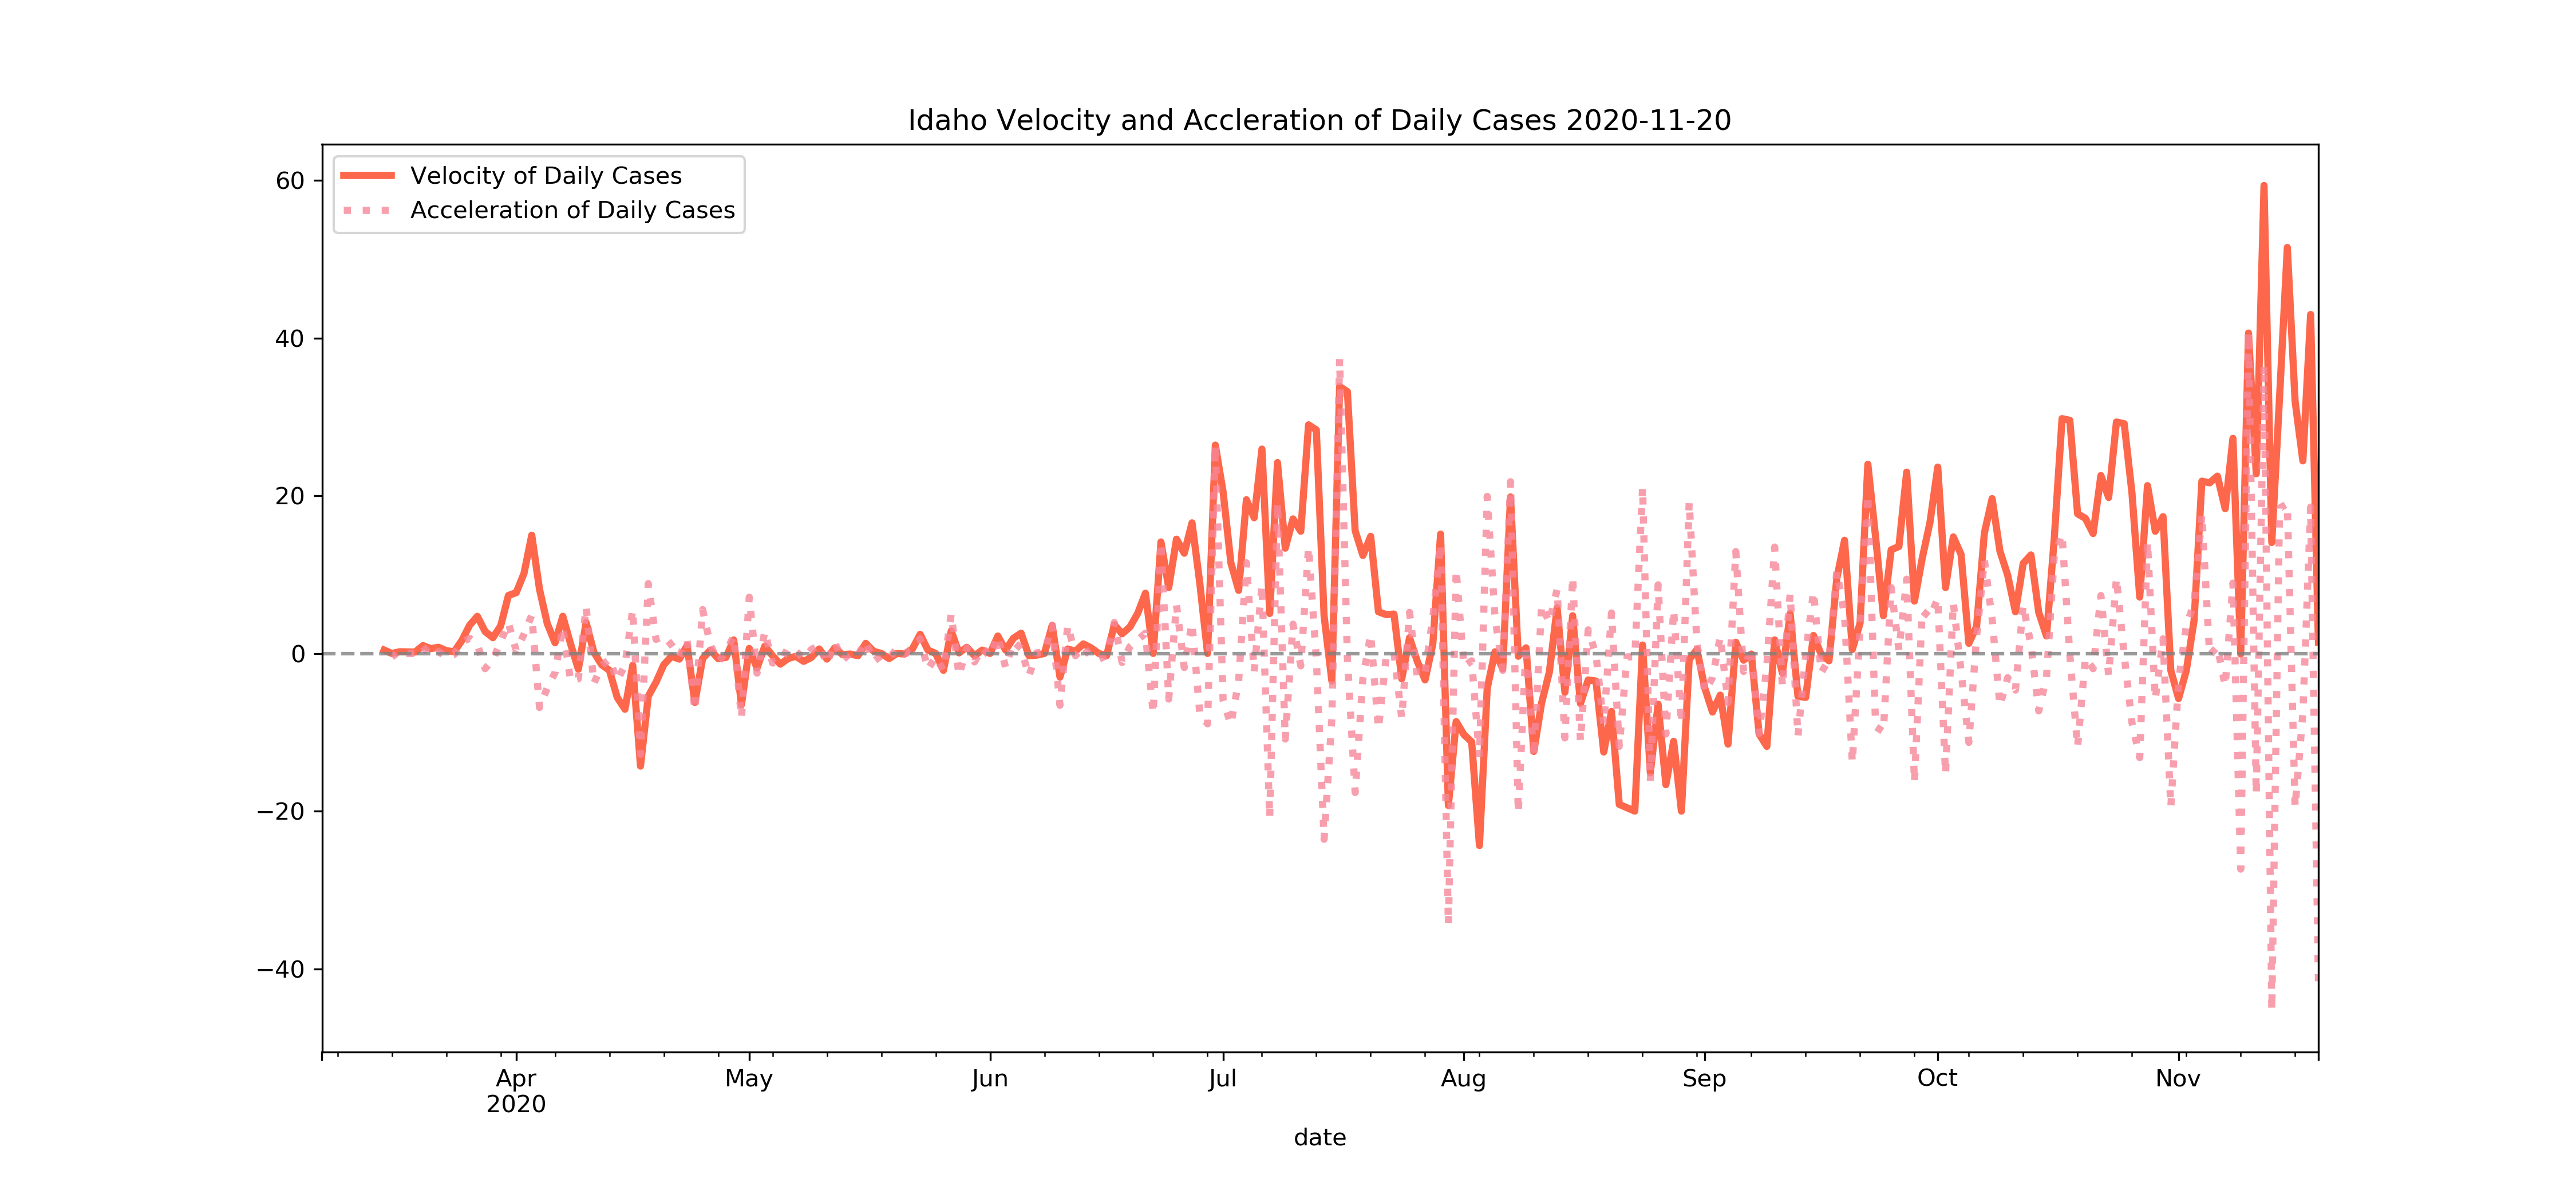 Idaho Velocity and Accleration of Daily Cases 2020-11-20
Velocity of Daily Cases
Acceleration of Daily Cases
60
40
20
0
−20
−40
Apr May Jun Jul Aug Sep Oct Nov
2020
date